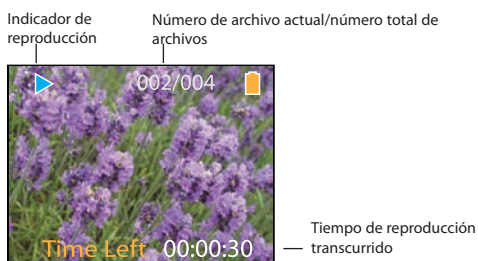 Indicador de
reproducción
Número de archivo actual/número total de
archivos
002/004
Time Left 00:00:30
Tiempo de reproducción
transcurrido